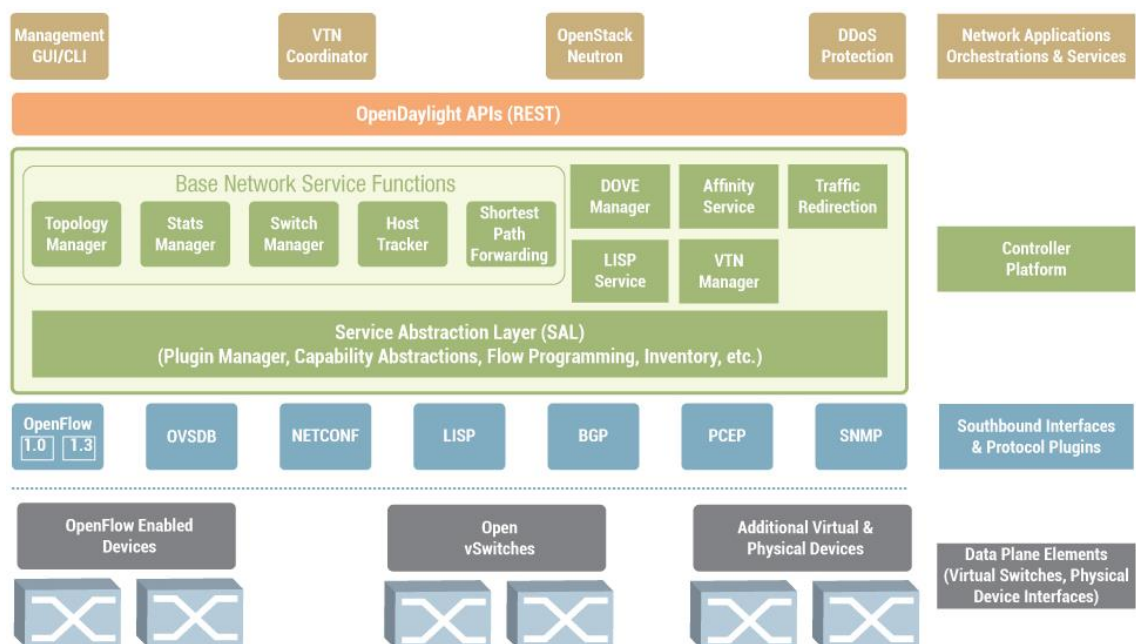 Management
GUI/CLI
VTN
Coordinator
OpenStack
Neutron
DDoS
Protection
Network Applications
Orchestrations & Services
OpenDaylight APIs (REST)
Base Network Service Functions
Topology
Manager
Stats
Manager
Switch
Manager
Host
Tracker
Shortest
Path
Forwarding
DOVE
Manager
Affinity
Service
Traffic
Redirection
LISP
Service
VTN
Manager
Controller
Platform
Service Abstraction Layer (SAL)
(Plugin Manager, Capability Abstractions, Flow Programming, Inventory, etc.)
OpenFlow
1.0 1.3
OVSDB
NETCONF
LISP
BGP
PCEP
SNMP
Southbound Interfaces
& Protocol Plugins
OpenFlow Enabled
Devices
Open
vSwitches
Additional Virtual &
Physical Devices
Data Plane Elements
(Virtual Switches, Physical
Device Interfaces)